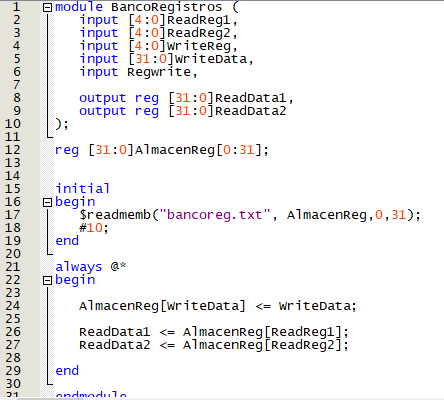 1 module BancoRegistros (
2 input [4:0]ReadReg1,
3 input [4:0]ReadReg2,
4 input [4:0]WriteReg,
5 input [31:0]WriteData,
6 input Regwrite,
7
8 output reg [31:0]ReadData1,
9 output reg [31:0]ReadData2
10 );
11
12 reg [31:0]AlmacenReg[0:31];
13
14
15 initial
16 begin
17 $readmemb("bancoreg.txt", AlmacenReg,0,31);
18 #10;
19 end
20
21 always @*
22 begin
23
24 AlmacenReg[WriteData] <= WriteData;
25
26 ReadData1 <= AlmacenReg[ReadReg1];
27 ReadData2 <= AlmacenReg[ReadReg2];
28
29 end
30
31 endmodule